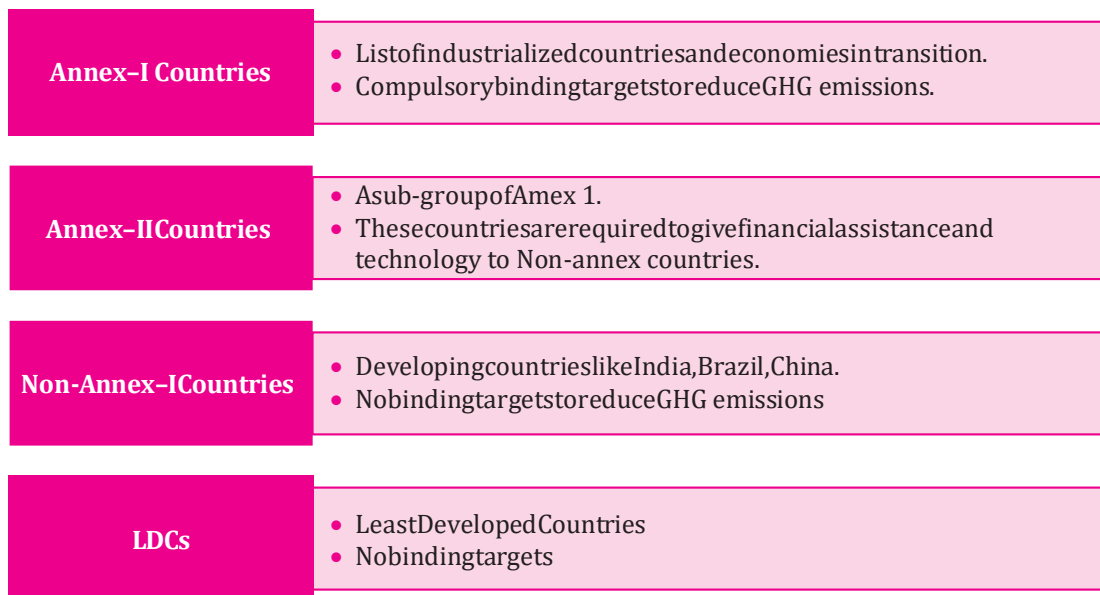 Annex–I Countries
• Listofindustrializedcountriesandeconomiesintransition.
• CompulsorybindingtargetstoreduceGHG emissions.
Annex–IICountries
• Asub-groupofAmex 1.
• Thesecountriesarerequiredtogivefinancialassistanceand
technology to Non-annex countries.
Non-Annex–ICountries
• DevelopingcountrieslikeIndia,Brazil,China.
• NobindingtargetstoreduceGHG emissions
LDCs
• LeastDevelopedCountries
• Nobindingtargets